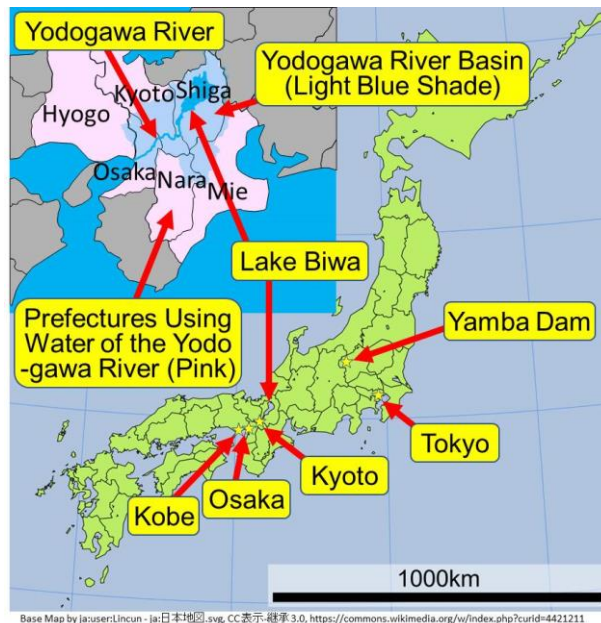 Yodogawa River
Yodogawa River Basin
(Light Blue Shade)
Kyoto
Shiga
Hyogo
Osaka
Nara
Mie
Lake Biwa
Prefectures Using
Water of the Yodo
-gawa River (Pink)
Yamba Dam
Tokyo
Kyoto
Osaka
Kobe
1000km
Base Map by ja:user:Lincun - ja:日本地図.svg, CC表示-継承 3.0, https://commons.wikimedia.org/w/index.php?curid=4421211